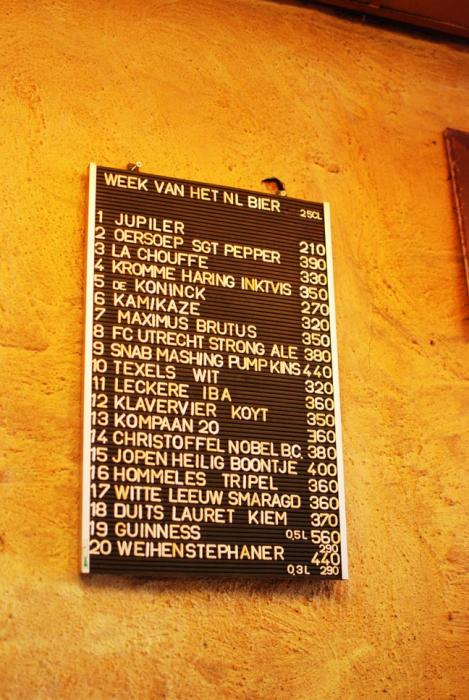 WEEK VAN HET NL BIER 25CL
1 JUPILER 210
2 OERSOEP SGT PEPPER 390
3 LA CHOUFFE 330
4 KROMME HARING INKTVIS 350
5 DE KONINCK 270
6 KAMIKAZE 320
7 MAXIMUS BRUTUS 350
8 FC UTRECHT STRONG ALE 380
9 SNAB MASHING PUMPKINS 440
10 TEXELS WIT 320
11 LECKERE IBA 360
12 KLAVERVIER KOYT 350
13 KOMPAAN 20 360
14 CHRISTOFFEL NOBEL B.C. 380
15 JOPEN HEILIG BOONTJE 400
16 HOMMELES TRIPEL 360
17 WITTE LEEUW SMARAGD 360
18 DUITS LAURET KIEM 370
19 GUINNESS 0,5L 560
290
20 WEIHENSTEPHANER 440
0,3L 290